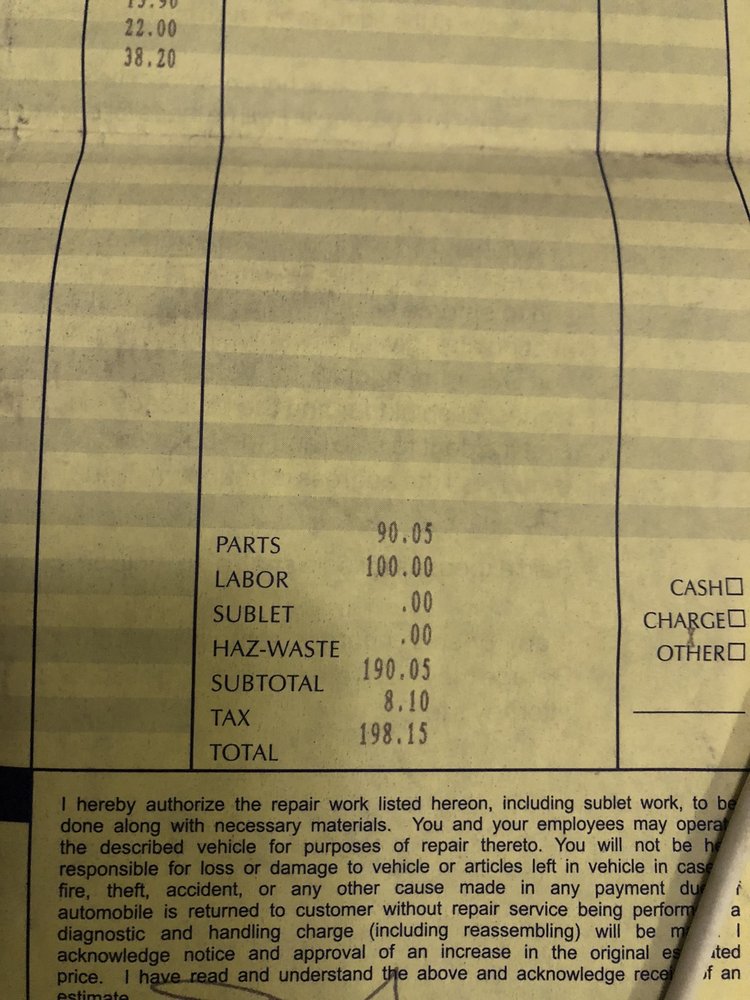 22.00
38.20
PARTS 90.05
LABOR 100.00
SUBLET .00
HAZ-WASTE .00
SUBTOTAL 190.05
TAX 8.10
TOTAL 198.15
CASH
CHARGE
OTHER
I hereby authorize the repair work listed hereon, including sublet work, to be
done along with necessary materials. You and your employees may
the described vehicle for purposes of repair thereto. You will not be
responsible for loss or damage to vehicle or articles left in vehicle in
fire, theft, accident, or any other cause made in any payment
automobile is returned to customer without repair service being a
diagnostic and handling charge (including reassembling) will be I
acknowledge notice and approval of an increase in the original
price. I have read and understand the above and acknowledge an
estimate